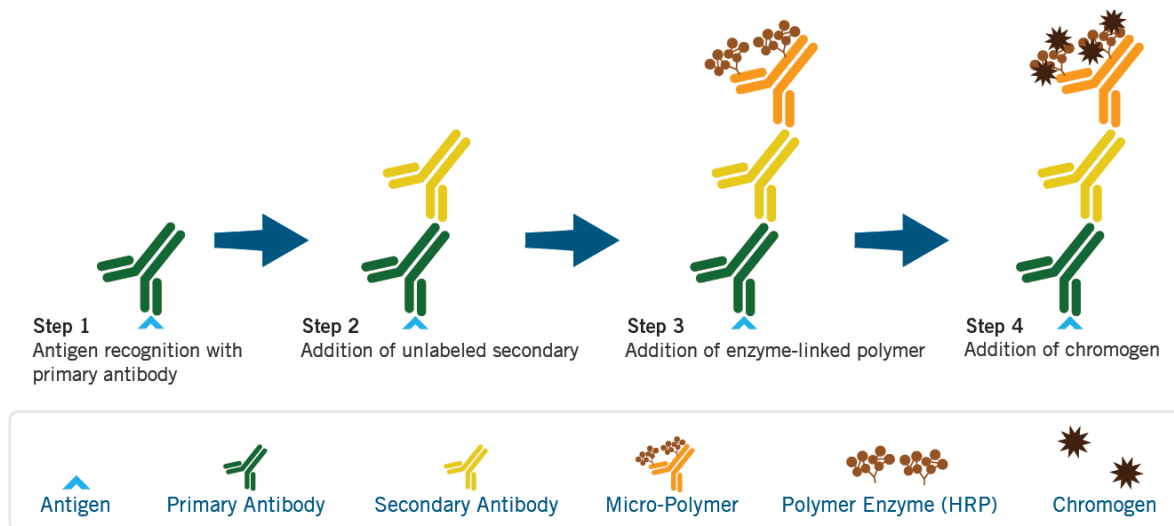 Step 1
Antigen recognition with
primary antibody
Step 2
Addition of unlabeled secondary
Step 3
Addition of enzyme-linked polymer
Step 4
Addition of chromogen
Antigen
Primary Antibody
Secondary Antibody
Micro-Polymer
Polymer Enzyme (HRP)
Chromogen